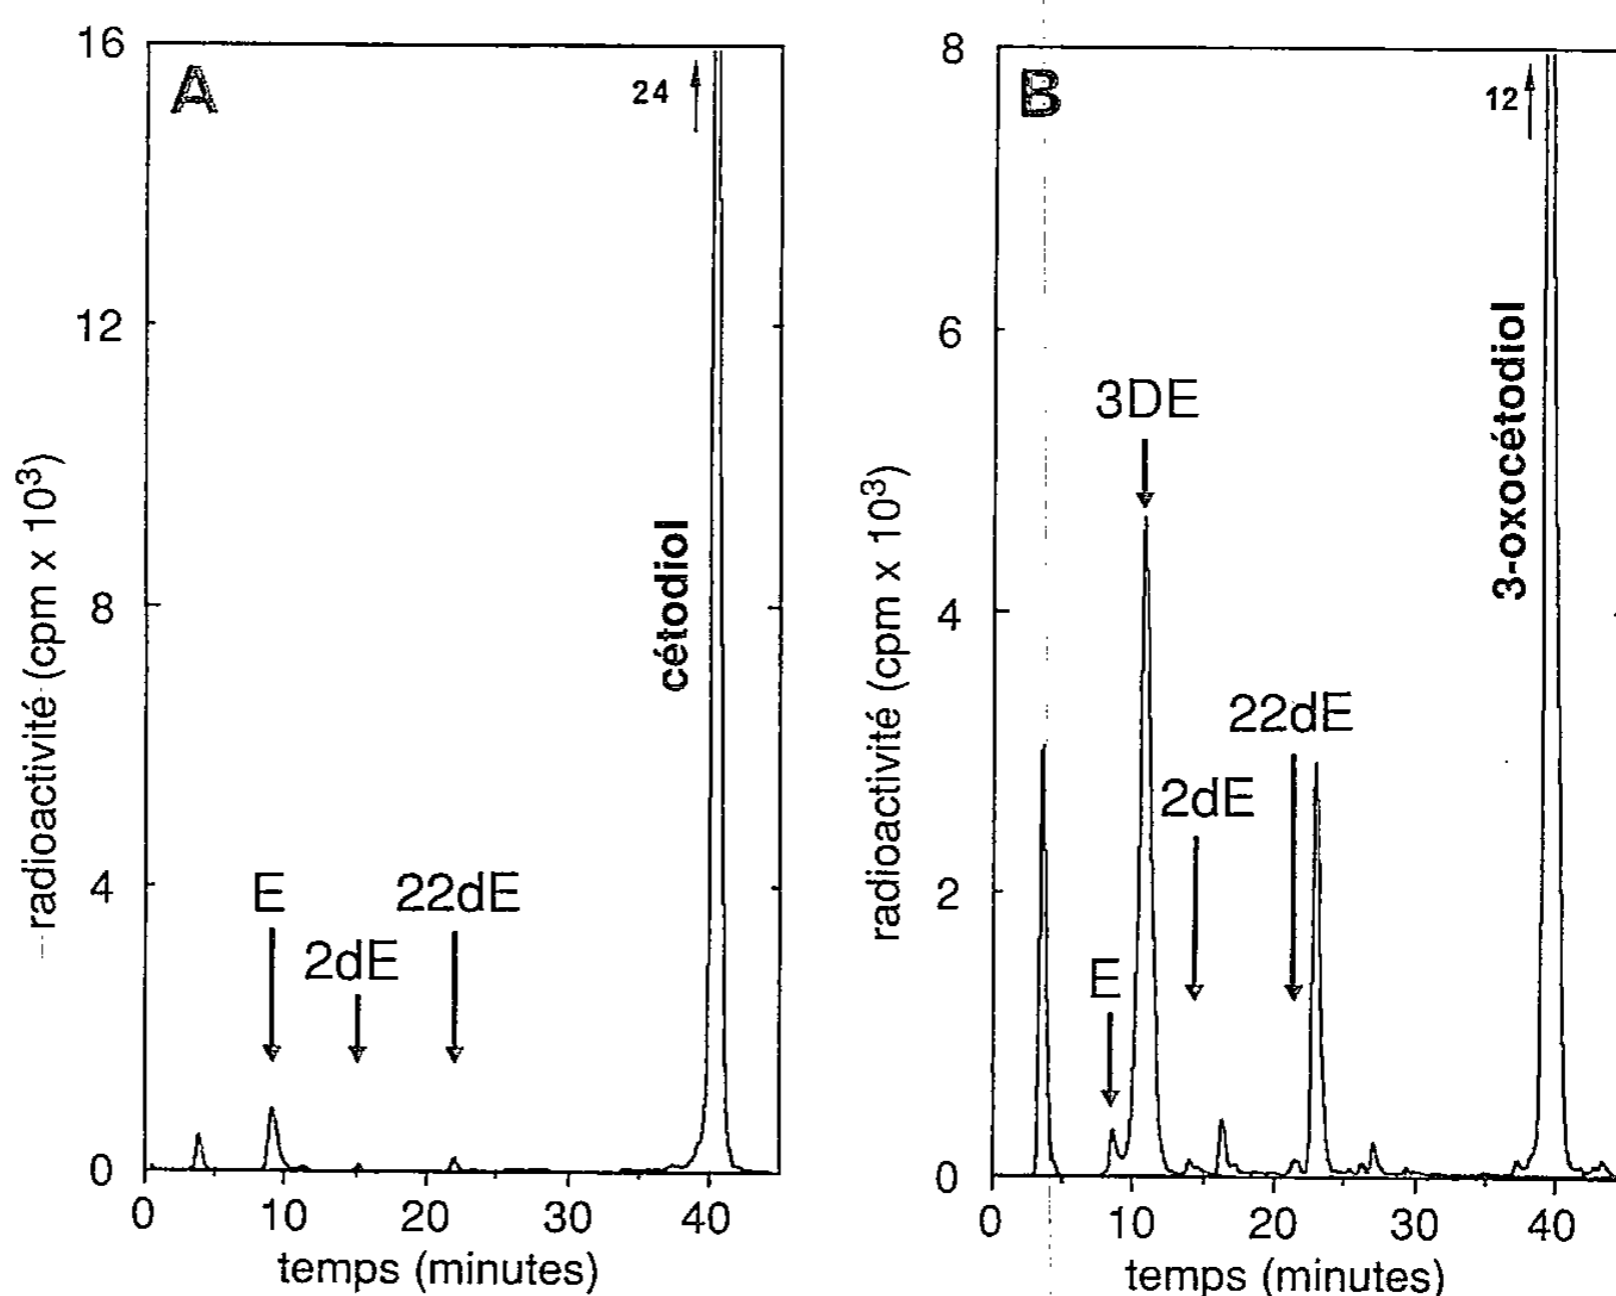 A
16
12
8
4
0
24
cétodiol
E
2dE
22dE
radioactivité (cpm x 10³)
0 10 20 30 40
temps (minutes)
B
8
6
4
2
0
12
3-oxocétodiol
3DE
22dE
2dE
E
radioactivité (cpm x 10³)
0 10 20 30 40
temps (minutes)